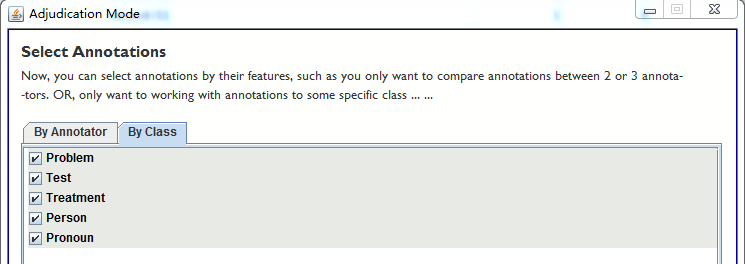 Adjudication Mode
Select Annotations
Now, you can select annotations by their features, such as you only want to compare annotations between 2 or 3 annota-
-tors. OR, only want to working with annotations to some specific class ... ...
By Annotator By Class
Problem
Test
Treatment
Person
Pronoun